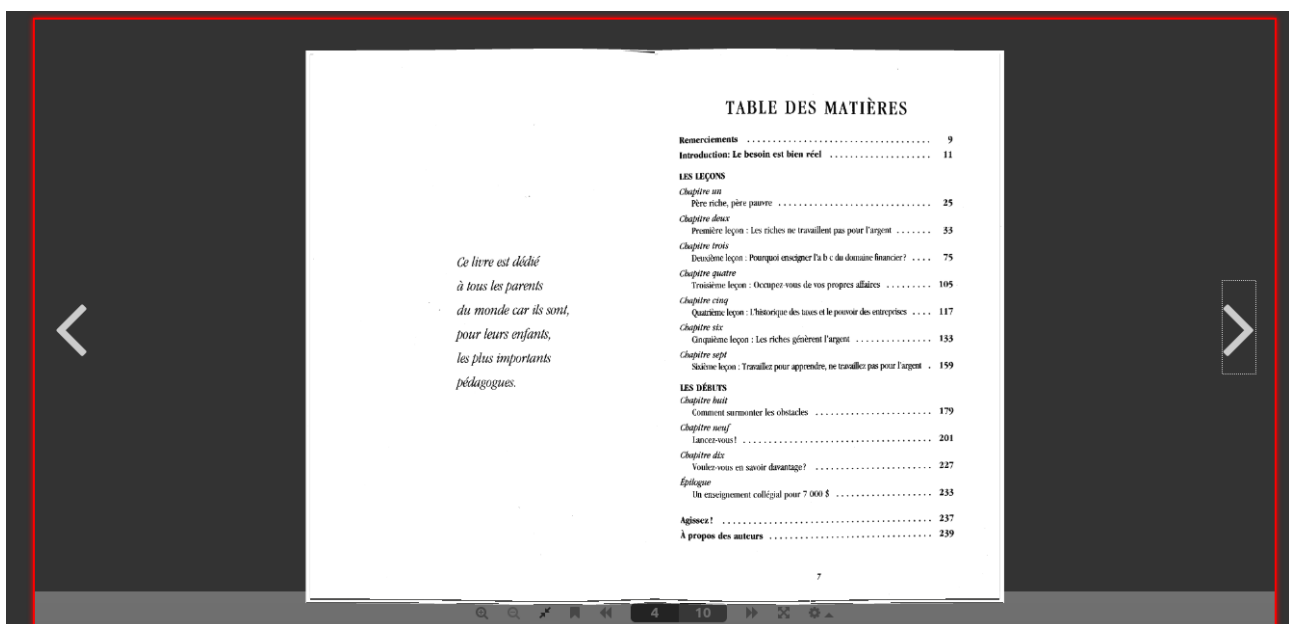 Ce livre est dédié
à tous les parents
du monde car ils sont,
pour leurs enfants,
les plus importants
pédagogues.
TABLE DES MATIÈRES
Remerciements .................................... 9
Introduction: Le besoin est bien réel .................... 11
LES LEÇONS
Chapitre un
Père riche, père pauvre .............................. 25
Chapitre deux
Première leçon : Les riches ne travaillent pas pour l'argent ....... 33
Chapitre trois
Deuxième leçon : Pourquoi enseigner l'a b c du domaine financier? .... 75
Chapitre quatre
Troisième leçon : Occupez-vous de vos propres affaires ......... 105
Chapitre cinq
Quatrième leçon : L'historique des taxes et le pouvoir des entreprises .... 117
Chapitre six
Cinquième leçon : Les riches génèrent l'argent ............... 133
Chapitre sept
Sixième leçon : Travaillez pour apprendre, ne travaillez pas pour l'argent . 159
LES DÉBUTS
Chapitre huit
Comment surmonter les obstacles ....................... 179
Chapitre neuf
Lancez-vous! ..................................... 201
Chapitre dix
Voulez-vous en savoir davantage? ....................... 227
Épilogue
Un enseignement collégial pour 7 000 $ ................... 233
Agissez! ......................................... 237
À propos des auteurs ................................ 239
7
4 10